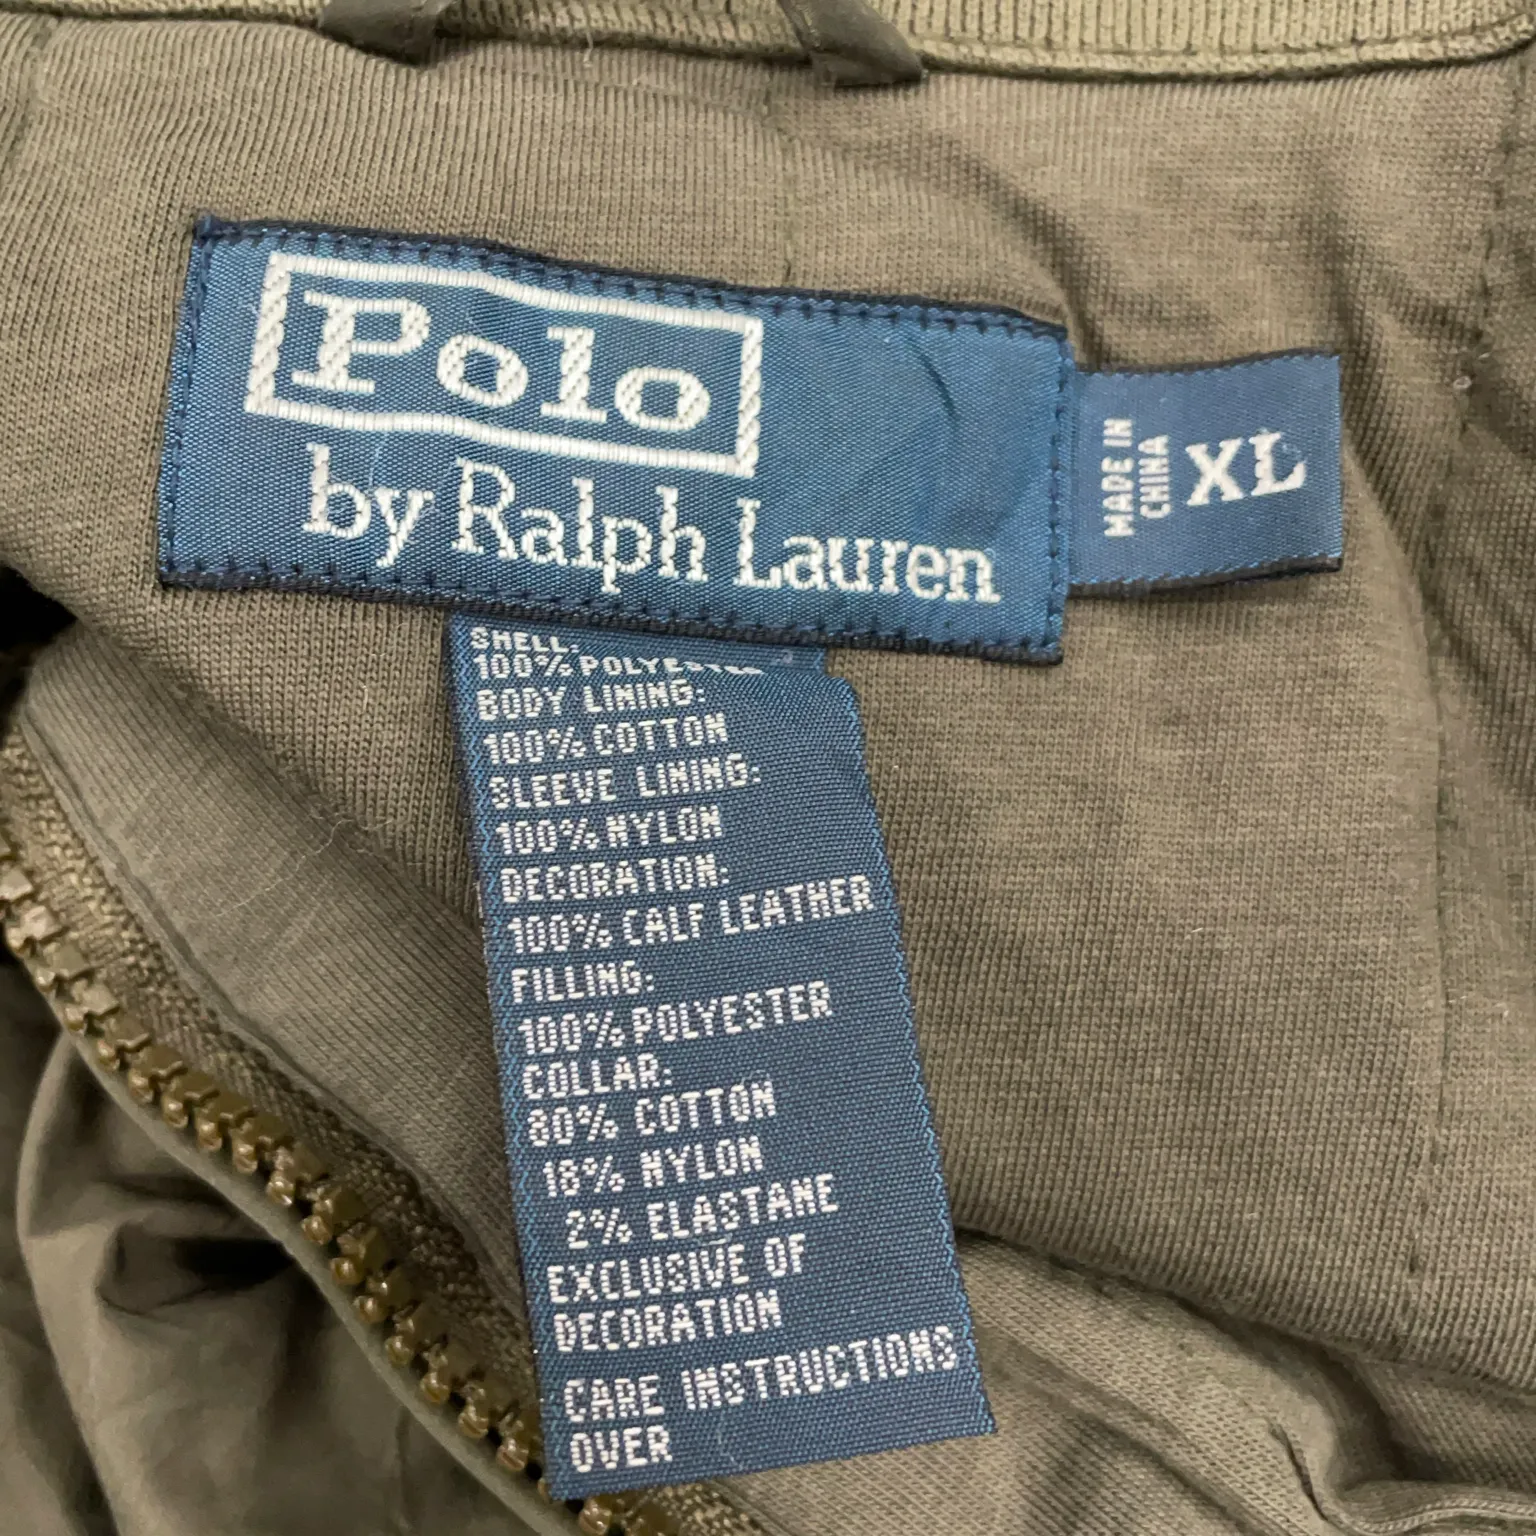 Polo
by Ralph Lauren
MADE IN
CHINA
XL
SHELL:
100% POLYESTER
BODY LINING:
100% COTTON
SLEEVE LINING:
100% NYLON
DECORATION:
100% CALF LEATHER
FILLING:
100% POLYESTER
COLLAR:
80% COTTON
18% NYLON
2% ELASTANE
EXCLUSIVE OF
DECORATION
CARE INSTRUCTIONS
OVER